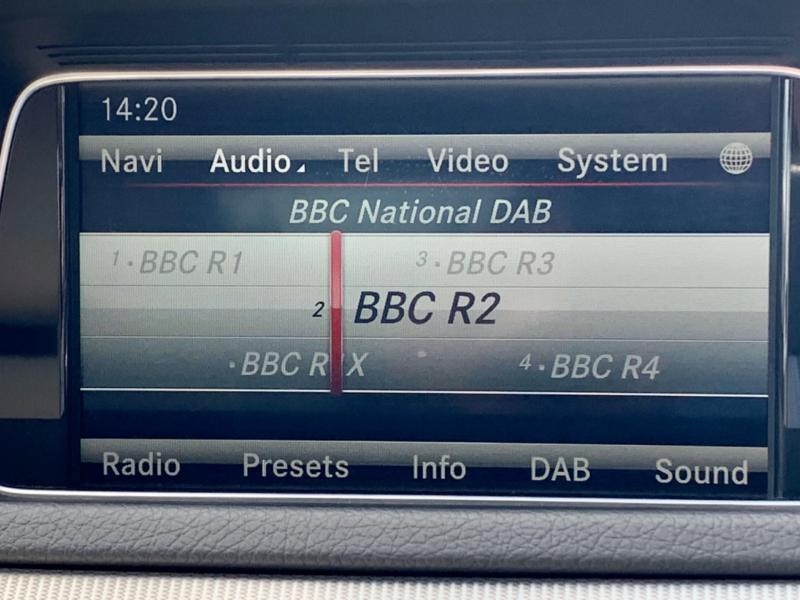 14:20
Navi Audio Tel Video System
BBC National DAB
1 · BBC R1 3 · BBC R3
2 BBC R2
· BBC R X 4 · BBC R4
Radio Presets Info DAB Sound